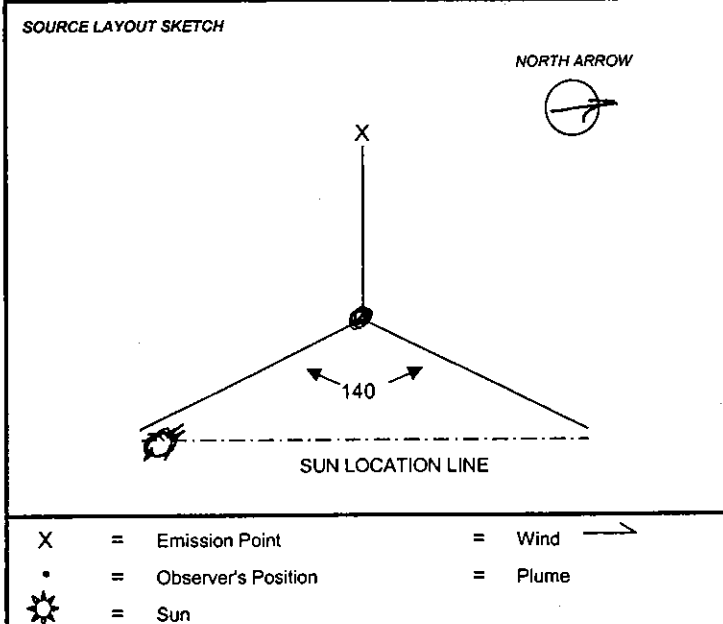 SOURCE LAYOUT SKETCH
NORTH ARROW
X
140
SUN LOCATION LINE
X = Emission Point = Wind
• = Observer's Position = Plume
= Sun